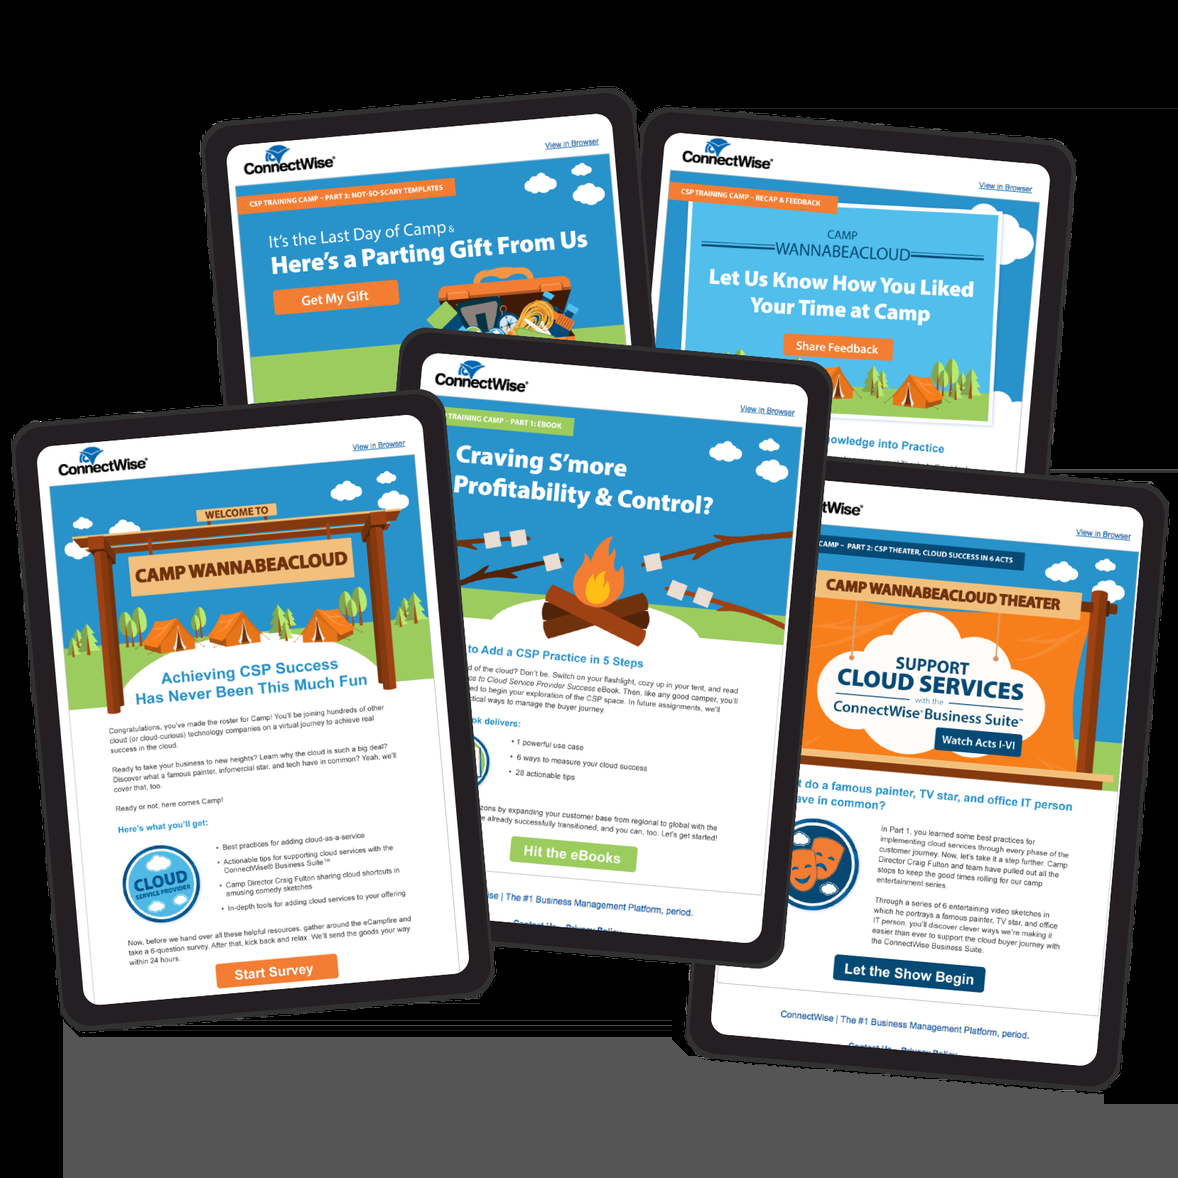 ConnectWise®
View in Browser
CSP TRAINING CAMP – PART 3: NOT-SO-SCARY TEMPLATES
It's the Last Day of Camp &
Here's a Parting Gift From Us
Get My Gift
ConnectWise®
View in Browser
CSP TRAINING CAMP – RECAP & FEEDBACK
CAMP
WANNABEACLOUD
Let Us Know How You Liked
Your Time at Camp
Share Feedback
nowledge into Practice
ConnectWise®
View in Browser
TRAINING CAMP – PART 1: EBOOK
Craving S'more
Profitability & Control?
to Add a CSP Practice in 5 Steps
d of the cloud? Don't be. Switch on your flashlight, cozy up in your tent, and read
ps to Cloud Service Provider Success eBook. Then, like any good camper, you'll
ed to begin your exploration of the CSP space. In future assignments, we'll
ctical ways to manage the buyer journey.
ok delivers:
• 1 powerful use case
• 6 ways to measure your cloud success
• 28 actionable tips
zons by expanding your customer base from regional to global with the
e already successfully transitioned, and you can, too. Let's get started!
Hit the eBooks
ise | The #1 Business Management Platform, period.
ConnectWise®
View in Browser
WELCOME TO
CAMP WANNABEACLOUD
Achieving CSP Success
Has Never Been This Much Fun
Congratulations, you've made the roster for Camp! You'll be joining hundreds of other
cloud (or cloud-curious) technology companies on a virtual journey to achieve real
success in the cloud.
Ready to take your business to new heights? Learn why the cloud is such a big deal?
Discover what a famous painter, infomercial star, and tech have in common? Yeah, we'll
cover that, too.
Ready or not, here comes Camp!
Here's what you'll get:
• Best practices for adding cloud-as-a-service
• Actionable tips for supporting cloud services with the
ConnectWise® Business Suite™
• Camp Director Craig Fulton sharing cloud shortcuts in
amusing comedy sketches
• In-depth tools for adding cloud services to your offering
CLOUD
SERVICE PROVIDER
Now, before we hand over all these helpful resources, gather around the eCampfire and
take a 6-question survey. After that, kick back and relax. We'll send the goods your way
within 24 hours.
Start Survey
tWise®
View in Browser
CAMP – PART 2: CSP THEATER, CLOUD SUCCESS IN 6 ACTS
CAMP WANNABEACLOUD THEATER
SUPPORT
CLOUD SERVICES
with the
ConnectWise® Business Suite™
Watch Acts I-VI
t do a famous painter, TV star, and office IT person
ave in common?
In Part 1, you learned some best practices for
implementing cloud services through every phase of the
customer journey. Now, let's take it a step further. Camp
Director Craig Fulton and team have pulled out all the
stops to keep the good times rolling for our camp
entertainment series.
Through a series of 6 entertaining video sketches in
which he portrays a famous painter, TV star, and office
IT person, you'll discover clever ways we're making it
easier than ever to support the cloud buyer journey with
the ConnectWise Business Suite.
Let the Show Begin
ConnectWise | The #1 Business Management Platform, period.